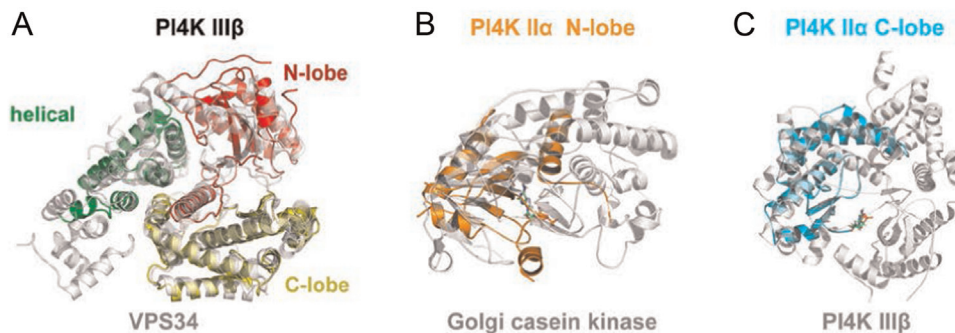 A
PI4K IIIβ
N-lobe
helical
C-lobe
VPS34
B
PI4K IIα N-lobe
Golgi casein kinase
C
PI4K IIα C-lobe
PI4K IIIβ